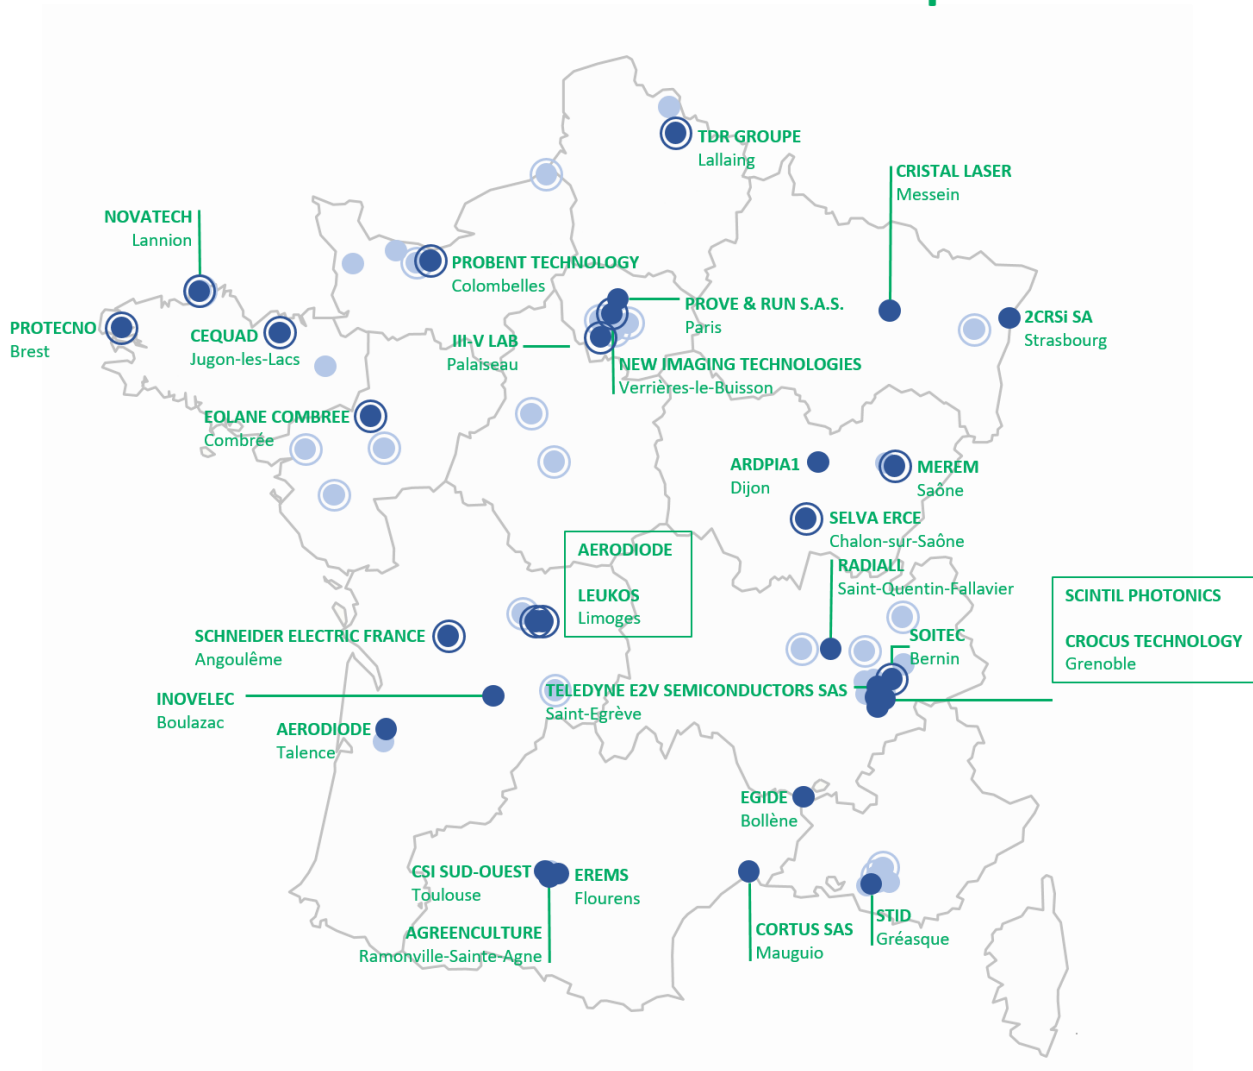 TDR GROUPE
Lallaing
CRISTAL LASER
Messein
NOVATECH
Lannion
PROBENT TECHNOLOGY
Colombelles
PROVE & RUN S.A.S.
Paris
2CRSi SA
Strasbourg
PROTECNO
Brest
CEQUAD
Jugon-les-Lacs
III-V LAB
Palaiseau
NEW IMAGING TECHNOLOGIES
Verrières-le-Buisson
EOLANE COMBREE
Combrée
ARDPIA1
Dijon
MEREM
Saône
SELVA ERCE
Chalon-sur-Saône
AERODIODE
LEUKOS
Limoges
RADIALL
Saint-Quentin-Fallavier
SCINTIL PHOTONICS
CROCUS TECHNOLOGY
Grenoble
SCHNEIDER ELECTRIC FRANCE
Angoulême
SOITEC
Bernin
INOVELEC
Boulazac
TELEDYNE E2V SEMICONDUCTORS SAS
Saint-Egrève
AERODIODE
Talence
EGIDE
Bollène
CSI SUD-OUEST
Toulouse
EREMS
Flourens
AGREENCULTURE
Ramonville-Sainte-Agne
CORTUS SAS
Mauguio
STID
Gréasque